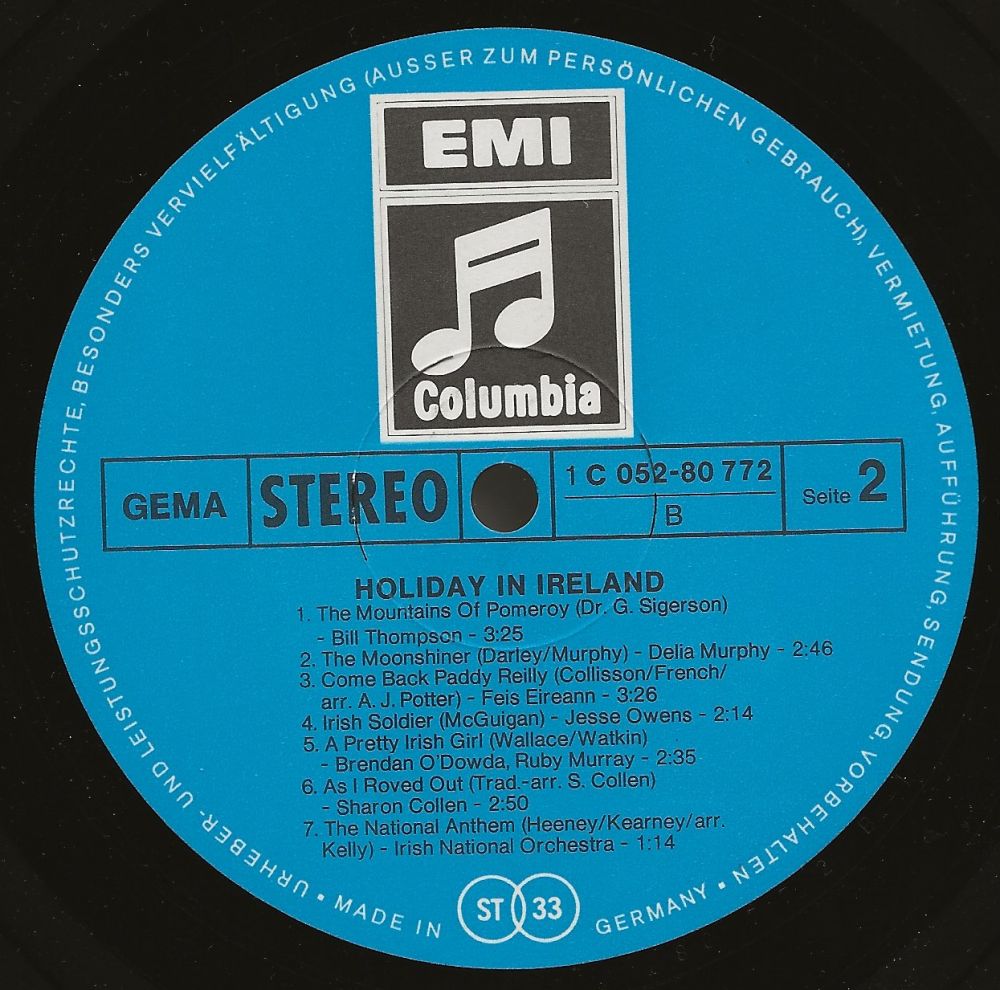 URHEBER- UND LEISTUNGSSCHUTZRECHTE, BESONDERS VERVIELFÄLTIGUNG (AUSSER ZUM PERSÖNLICHEN GEBRAUCH), VERMIETUNG, AUFFÜHRUNG, SENDUNG, VORBEHALTEN •
EMI
Columbia
GEMA
STEREO
1 C 052-80 772
B
Seite 2
HOLIDAY IN IRELAND
1. The Mountains Of Pomeroy (Dr. G. Sigerson)
- Bill Thompson - 3:25
2. The Moonshiner (Darley/Murphy) - Delia Murphy - 2:46
3. Come Back Paddy Reilly (Collisson/French/
arr. A. J. Potter) - Feis Eireann - 3:26
4. Irish Soldier (McGuigan) - Jesse Owens - 2:14
5. A Pretty Irish Girl (Wallace/Watkin)
- Brendan O'Dowda, Ruby Murray - 2:35
6. As I Roved Out (Trad.-arr. S. Collen)
- Sharon Collen - 2:50
7. The National Anthem (Heeney/Kearney/arr.
Kelly) - Irish National Orchestra - 1:14
• MADE IN
ST 33
GERMANY